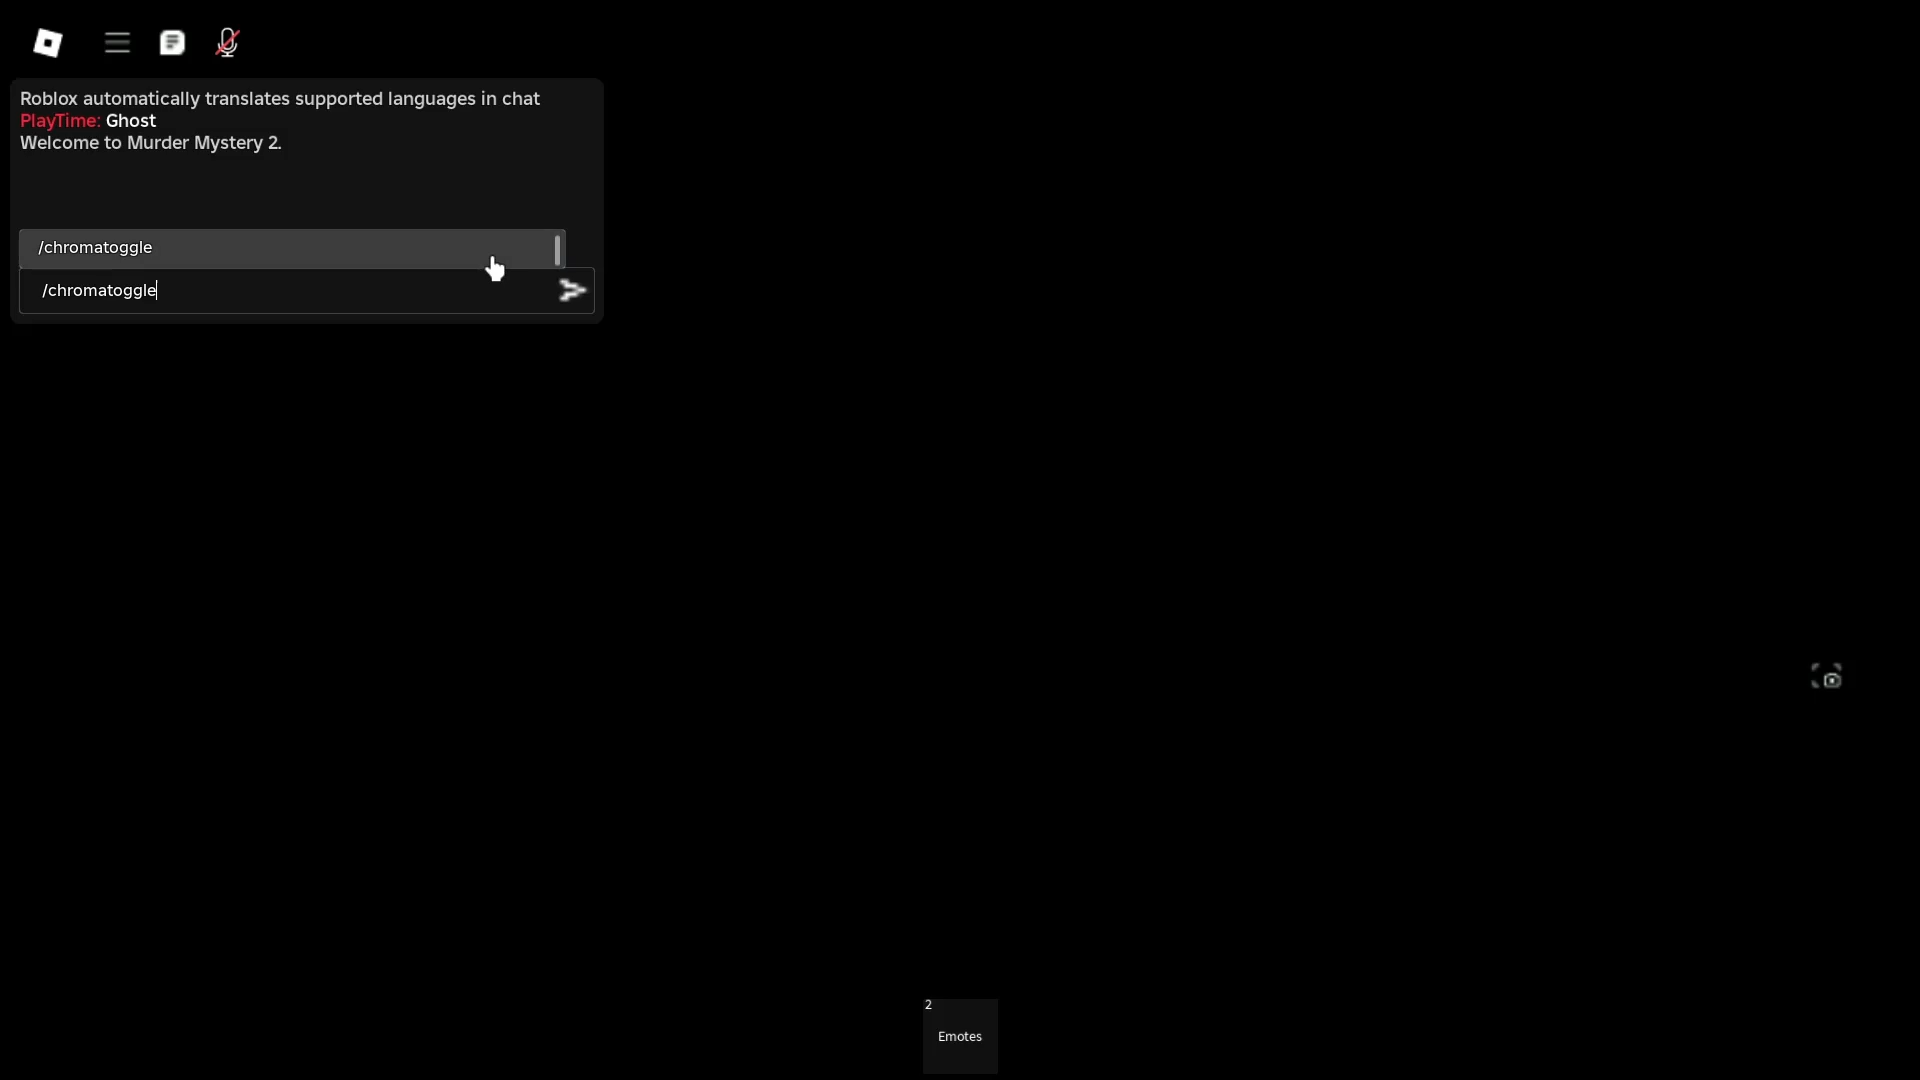 Roblox automatically translates supported languages in chat
PlayTime: Ghost
Welcome to Murder Mystery 2.
/chromatoggle
/chromatoggle
2
Emotes